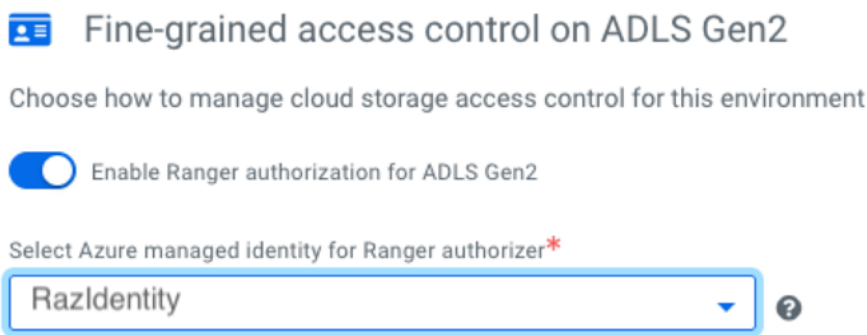 Fine-grained access control on ADLS Gen2
Choose how to manage cloud storage access control for this environment
Enable Ranger authorization for ADLS Gen2
Select Azure managed identity for Ranger authorizer*
RazIdentity